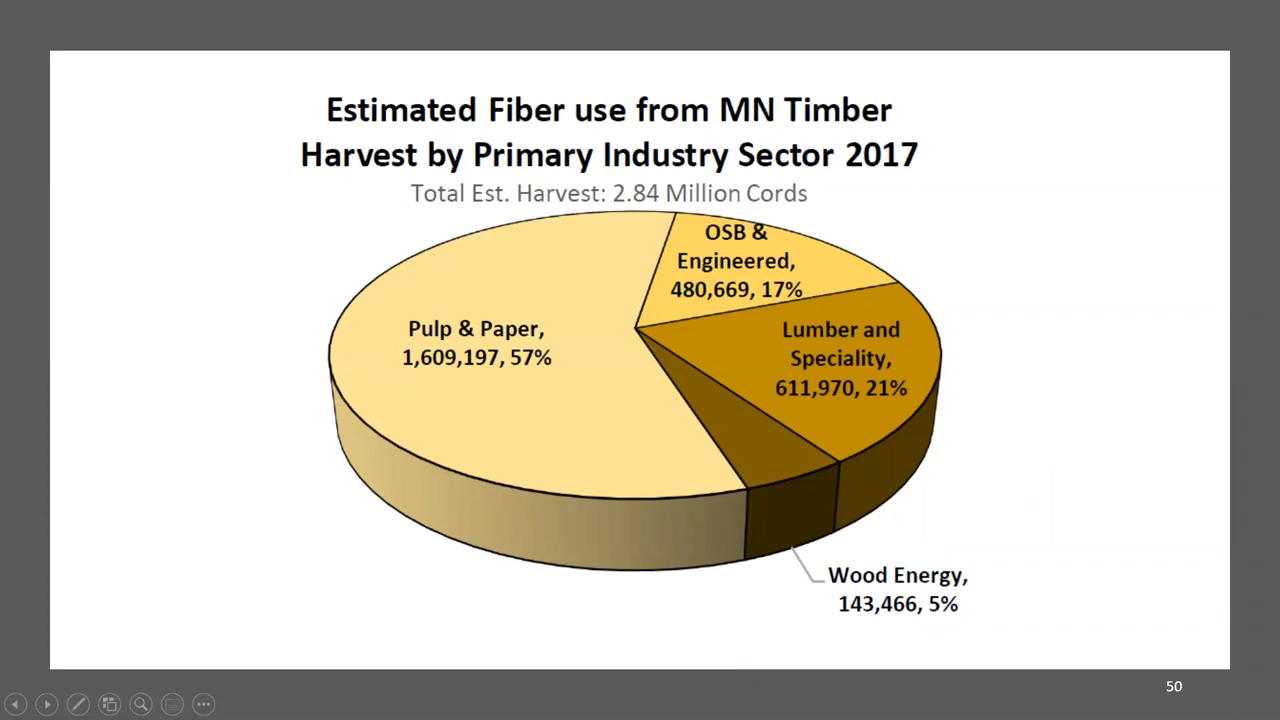 Estimated Fiber use from MN Timber
Harvest by Primary Industry Sector 2017
Total Est. Harvest: 2.84 Million Cords
OSB &
Engineered,
480,669, 17%
Pulp & Paper,
1,609,197, 57%
Lumber and
Speciality,
611,970, 21%
Wood Energy,
143,466, 5%
50